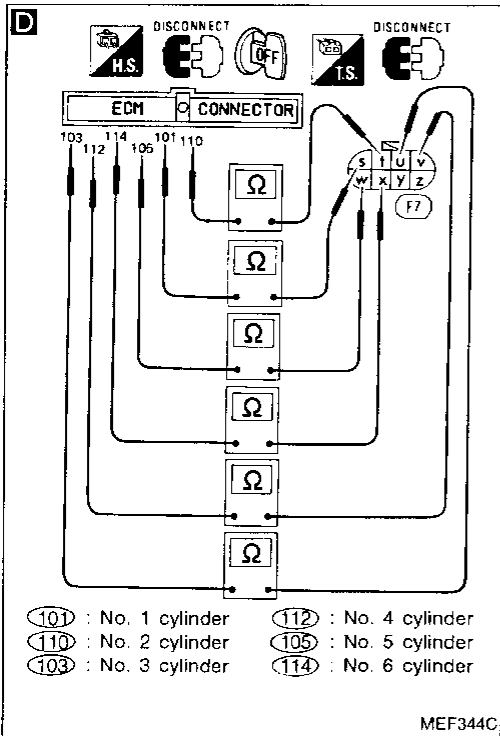 D
DISCONNECT
DISCONNECT
H.S.
OFF
T.S.
ECM CONNECTOR
103 114 101 110
112 105
s t u v
w x y z
F7
Ω
Ω
Ω
Ω
Ω
Ω
101 : No. 1 cylinder 112 : No. 4 cylinder
110 : No. 2 cylinder 105 : No. 5 cylinder
103 : No. 3 cylinder 114 : No. 6 cylinder
MEF344C